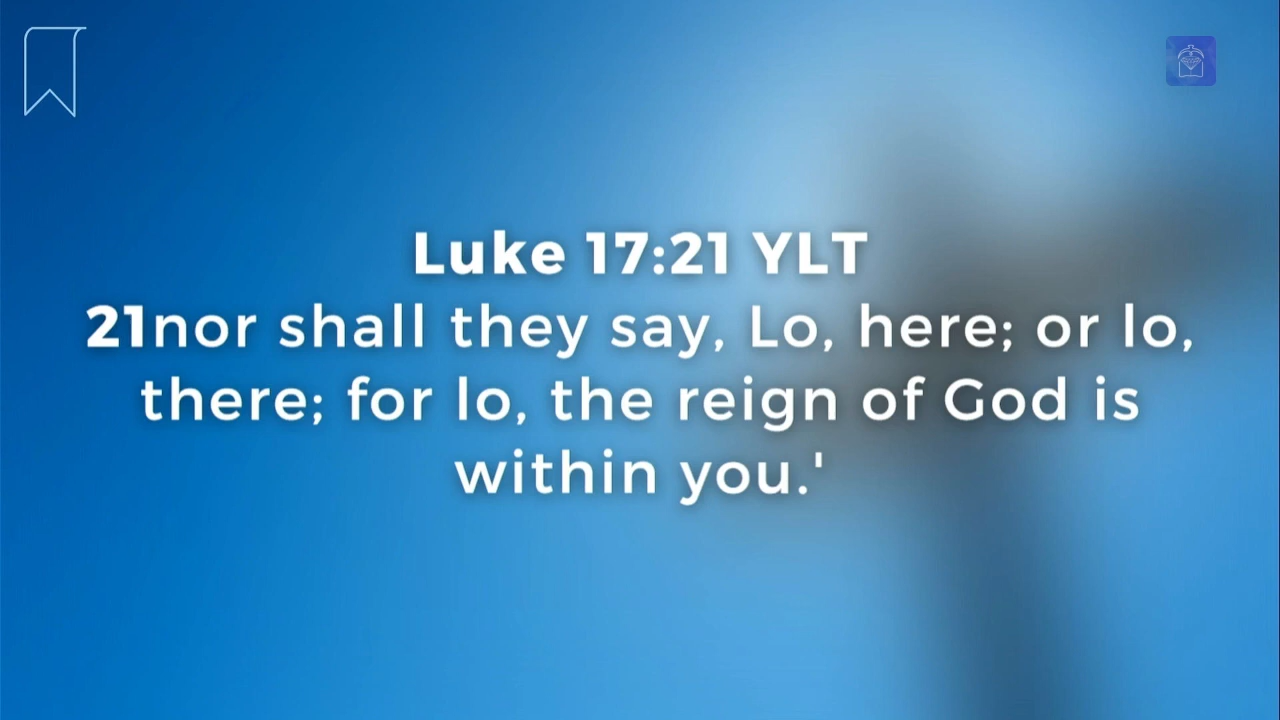 Luke 17:21 YLT
21nor shall they say, Lo, here; or lo,
there; for lo, the reign of God is
within you.'